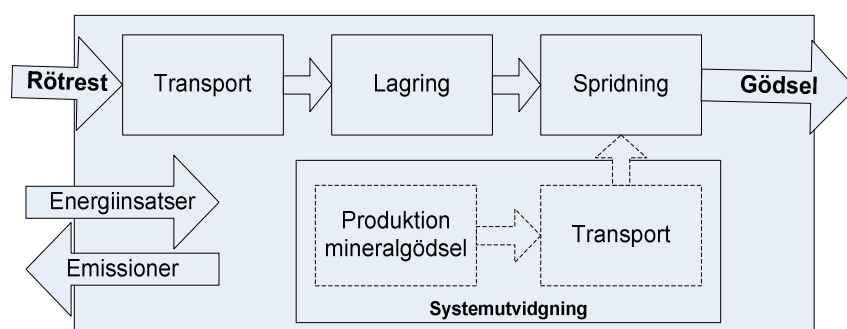 Rötrest
Transport
Lagring
Spridning
Gödsel
Energiinsatser
Emissioner
Produktion
mineralgödsel
Transport
Systemutvidgning